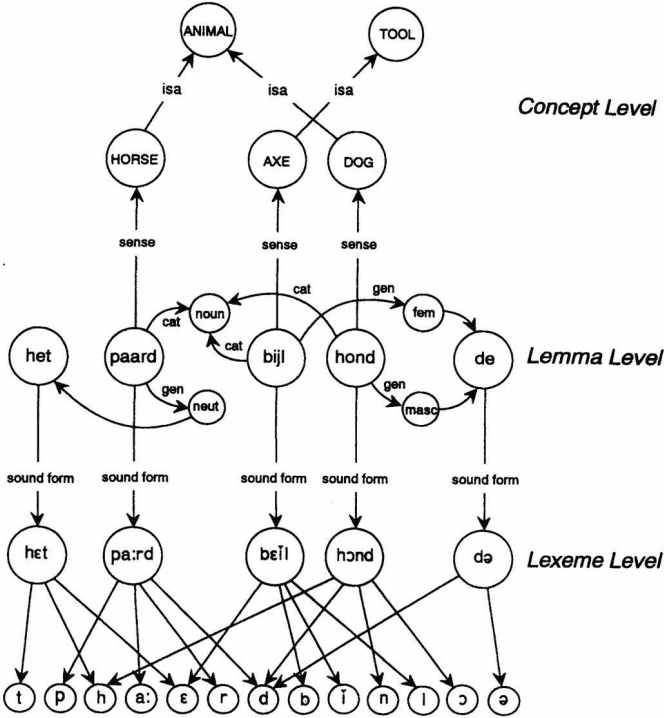 ANIMAL TOOL
isa isa isa
Concept Level
HORSE AXE DOG
sense sense sense
cat gen
noun fem
cat cat
het paard bijl hond de Lemma Level
gen gen
neut masc
sound form sound form sound form sound form sound form
hɛt pa:rd bɛǐl hɔnd də Lexeme Level
t p h a: ɛ r d b ǐ n l ɔ ə